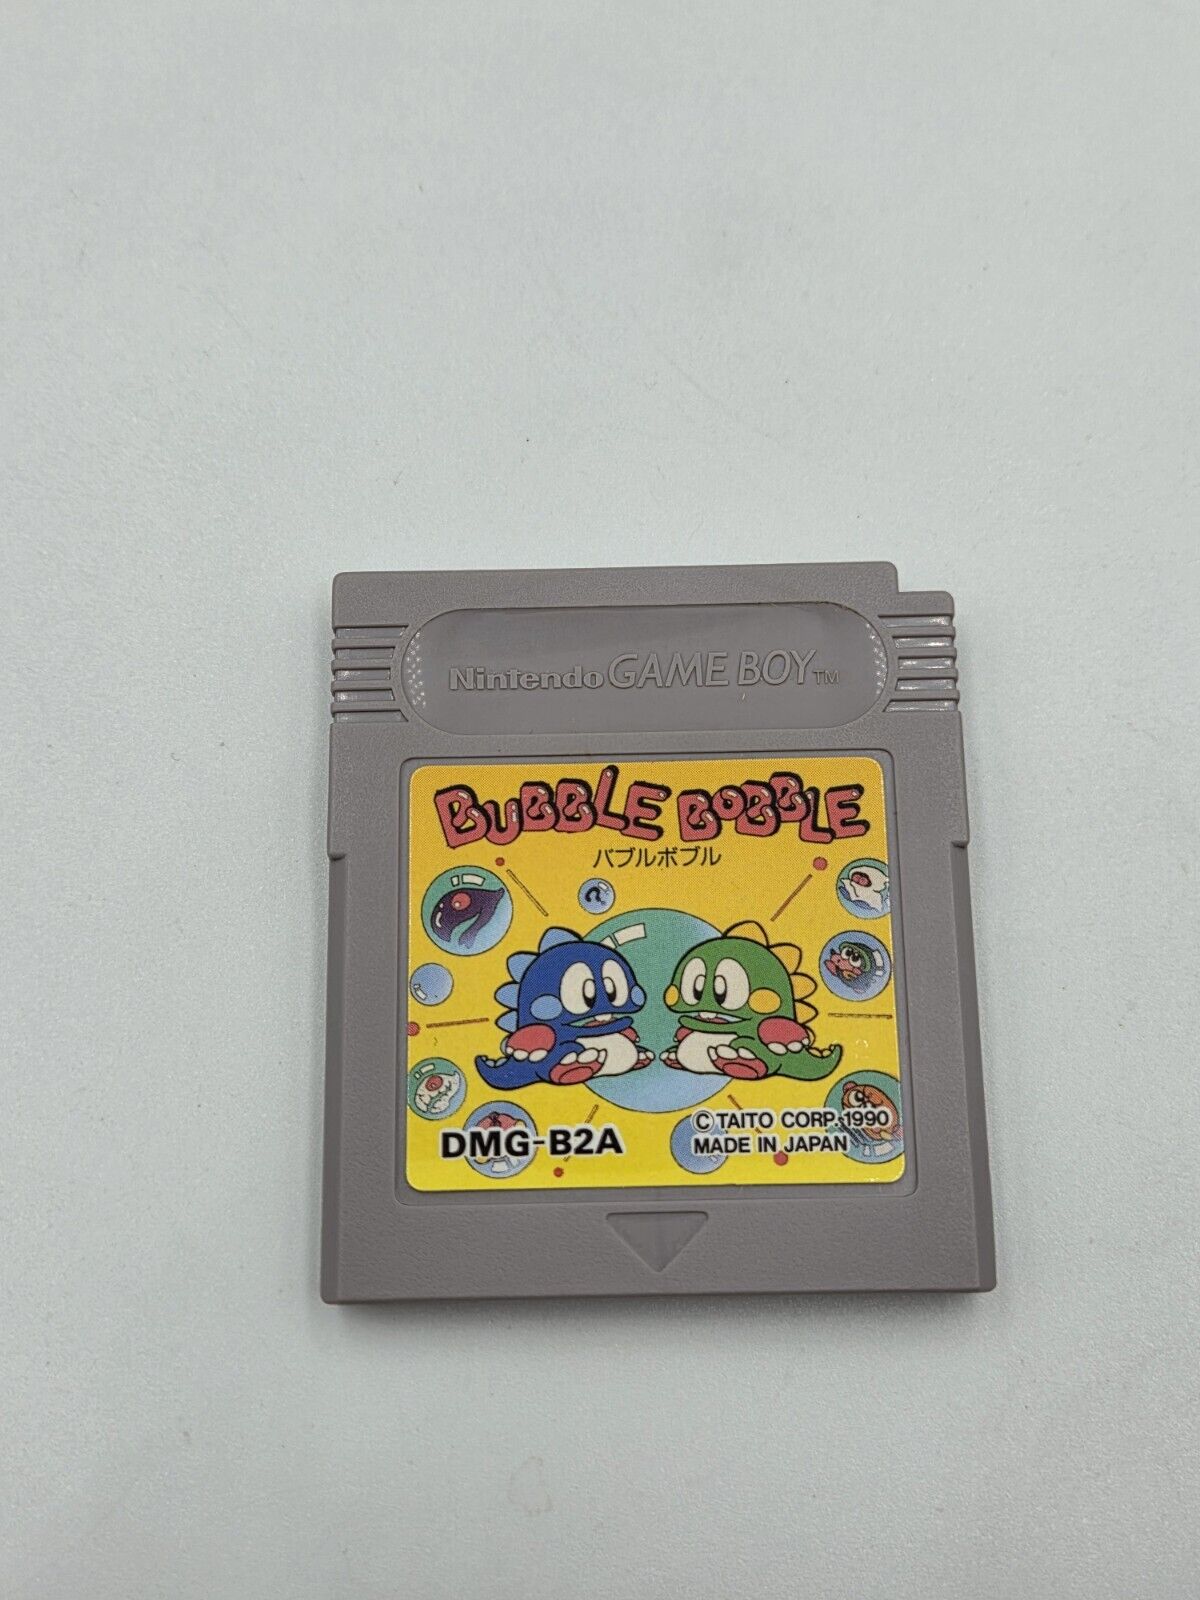 Nintendo GAME BOY™
BUBBLE BOBBLE
バブルボブル
?
DMG-B2A
© TAITO CORP. 1990
MADE IN JAPAN